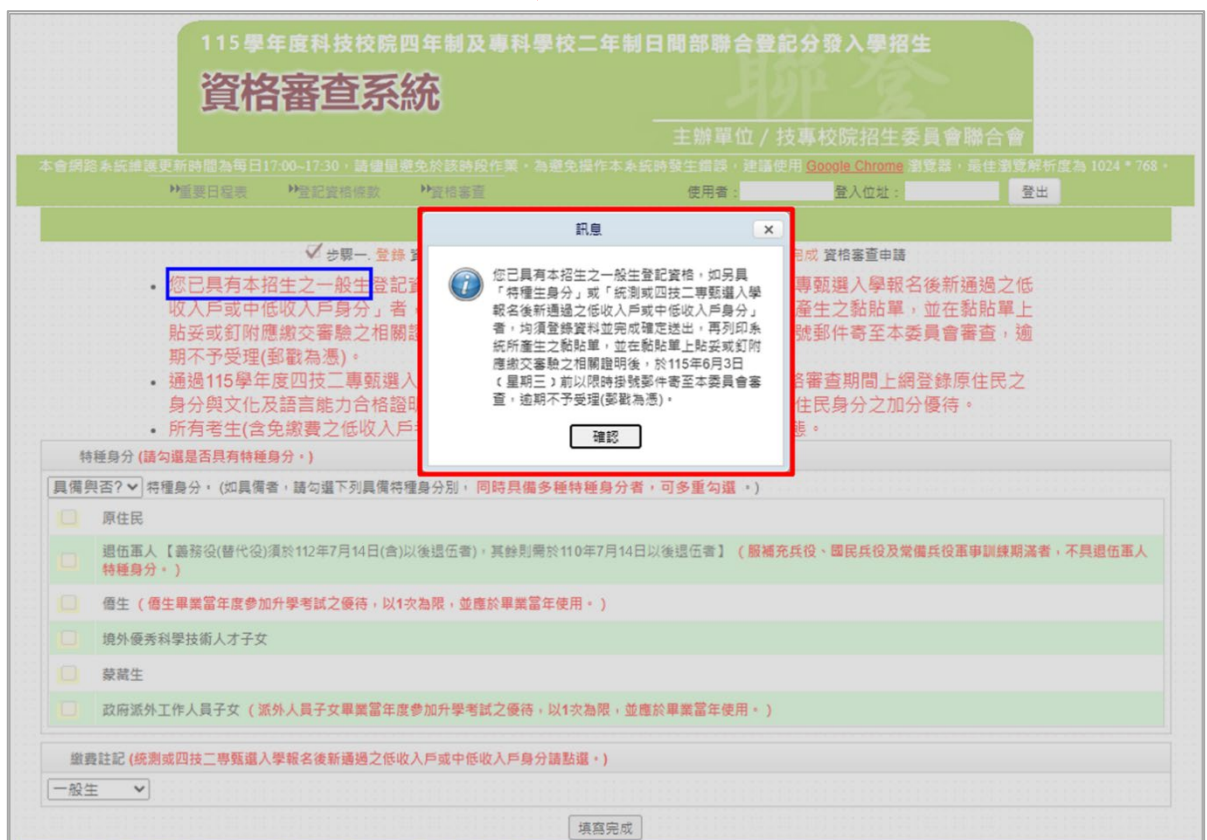 115學年度科技校院四年制及專科學校二年制日間部聯合登記分發入學招生
聯登
資格審查系統
主辦單位 / 技專校院招生委員會聯合會
本會網路系統維護更新時間為每日17:00~17:30，請儘量避免於該時段作業。為避免操作本系統時發生錯誤，建議使用 Google Chrome 瀏覽器，最佳瀏覽解析度為 1024 * 768。
重要日程表 登記資格條款 資格審查 使用者： 登入位址： 登出
訊息
步驟一. 登錄 完成 資格審查申請
您已具有本招生之一般生登記資格，如另具
「特種生身分」或「統測或四技二專甄選入學
報名後新通過之低收入戶或中低收入戶身分」
者，均須登錄資料並完成確定送出，再列印系
統所產生之黏貼單，並在黏貼單上貼妥或釘附
應繳交審驗之相關證明後，於115年6月3日
(星期三)前以限時掛號郵件寄至本委員會審
查，逾期不予受理(郵戳為憑)。
確認
• 您已具有本招生之一般生登記 專甄選入學報名後新通過之低
收入戶或中低收入戶身分」者， 產生之黏貼單，並在黏貼單上
貼妥或釘附應繳交審驗之相關 號郵件寄至本委員會審查，逾
期不予受理(郵戳為憑)。
• 通過115學年度四技二專甄選入 格審查期間上網登錄原住民之
身分與文化及語言能力合格證 住民身分之加分優待。
• 所有考生(含免繳費之低收入戶 態。
特種身分 (請勾選是否具有特種身分。)
具備與否? 特種身分。(如具備者，請勾選下列具備特種身分別，同時具備多種特種身分者，可多重勾選 。)
原住民
退伍軍人【義務役(替代役)須於112年7月14日(含)以後退伍者)，其餘則需於110年7月14日以後退伍者】(服補充兵役、國民兵役及常備兵役軍事訓練期滿者，不具退伍軍人
特種身分。)
僑生 (僑生畢業當年度參加升學考試之優待，以1次為限，並應於畢業當年使用。)
境外優秀科學技術人才子女
蒙藏生
政府派外工作人員子女 (派外人員子女畢業當年度參加升學考試之優待，以1次為限，並應於畢業當年使用。)
繳費註記 (統測或四技二專甄選入學報名後新通過之低收入戶或中低收入戶身分請點選。)
一般生
填寫完成